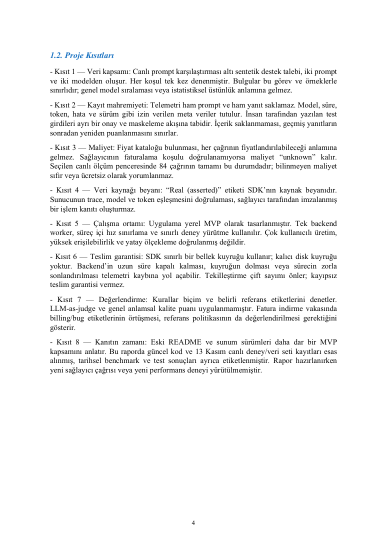 1.2. Proje Kısıtları
- Kısıt 1 — Veri kapsamı: Canlı prompt karşılaştırması altı sentetik destek talebi, iki prompt
ve iki modelden oluşur. Her koşul tek kez denenmiştir. Bulgular bu görev ve örneklerle
sınırlıdır; genel model sıralaması veya istatistiksel üstünlük anlamına gelmez.
- Kısıt 2 — Kayıt mahremiyeti: Telemetri ham prompt ve ham yanıt saklamaz. Model, süre,
token, hata ve sürüm gibi izin verilen meta veriler tutulur. İnsan tarafından yazılan test
girdileri ayrı bir onay ve maskeleme akışına tabidir. İçerik saklanmaması, geçmiş yanıtların
sonradan yeniden puanlanmasını sınırlar.
- Kısıt 3 — Maliyet: Fiyat kataloğu bulunması, her çağrının fiyatlandırılabileceği anlamına
gelmez. Sağlayıcının faturalama koşulu doğrulanamıyorsa maliyet “unknown” kalır.
Seçilen canlı ölçüm penceresinde 84 çağrının tamamı bu durumdadır; bilinmeyen maliyet
sıfır veya ücretsiz olarak yorumlanmaz.
- Kısıt 4 — Veri kaynağı beyanı: “Real (asserted)” etiketi SDK’nın kaynak beyanıdır.
Sunucunun trace, model ve token eşleşmesini doğrulaması, sağlayıcı tarafından imzalanmış
bir işlem kanıtı oluşturmaz.
- Kısıt 5 — Çalışma ortamı: Uygulama yerel MVP olarak tasarlanmıştır. Tek backend
worker, süreç içi hız sınırlama ve sınırlı deney yürütme kullanılır. Çok kullanıcılı üretim,
yüksek erişilebilirlik ve yatay ölçekleme doğrulanmış değildir.
- Kısıt 6 — Teslim garantisi: SDK sınırlı bir bellek kuyruğu kullanır; kalıcı disk kuyruğu
yoktur. Backend’in uzun süre kapalı kalması, kuyruğun dolması veya sürecin zorla
sonlandırılması telemetri kaybına yol açabilir. Tekilleştirme çift sayımı önler; kayıpsız
teslim garantisi vermez.
- Kısıt 7 — Değerlendirme: Kurallar biçim ve belirli referans etiketlerini denetler.
LLM-as-judge ve genel anlamsal kalite puanı uygulanmamıştır. Fatura indirme vakasında
billing/bug etiketlerinin örtüşmesi, referans politikasının da değerlendirilmesi gerektiğini
gösterir.
- Kısıt 8 — Kanıtın zamanı: Eski README ve sunum sürümleri daha dar bir MVP
kapsamını anlatır. Bu raporda güncel kod ve 13 Kasım canlı deney/veri seti kayıtları esas
alınmış, tarihsel benchmark ve test sonuçları ayrıca etiketlenmiştir. Rapor hazırlanırken
yeni sağlayıcı çağrısı veya yeni performans deneyi yürütülmemiştir.
4